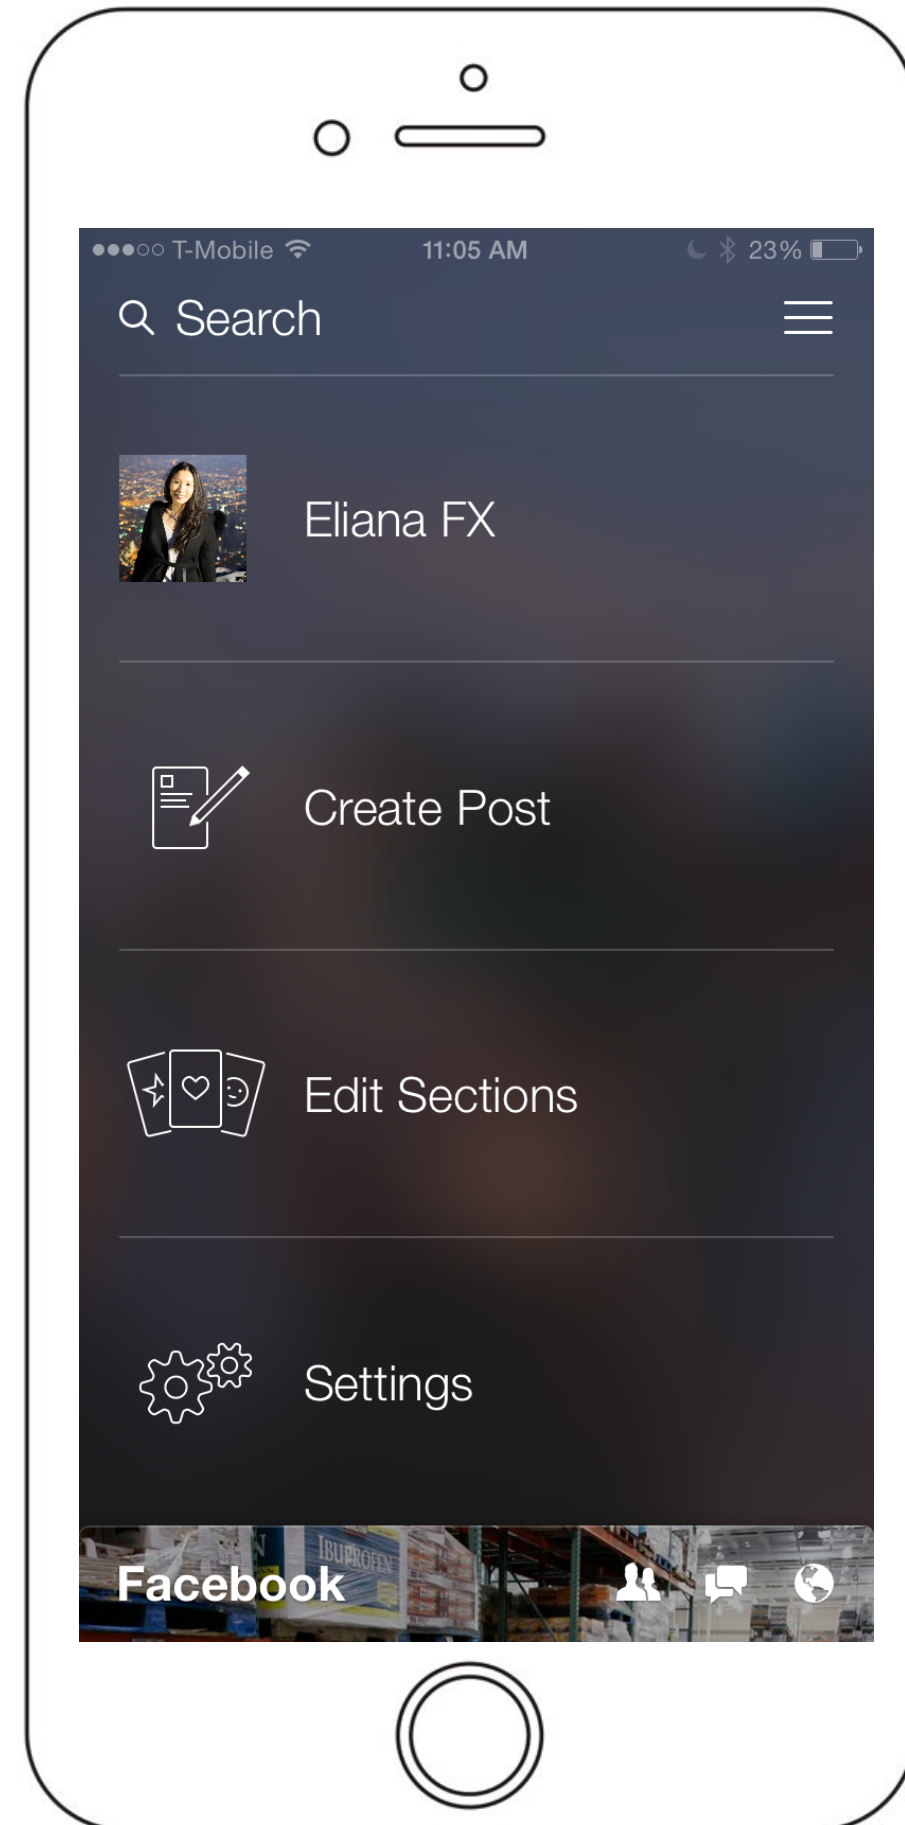 T-Mobile 11:05 AM 23%
Search
Eliana FX
Create Post
Edit Sections
Settings
IBUPROFEN
Facebook